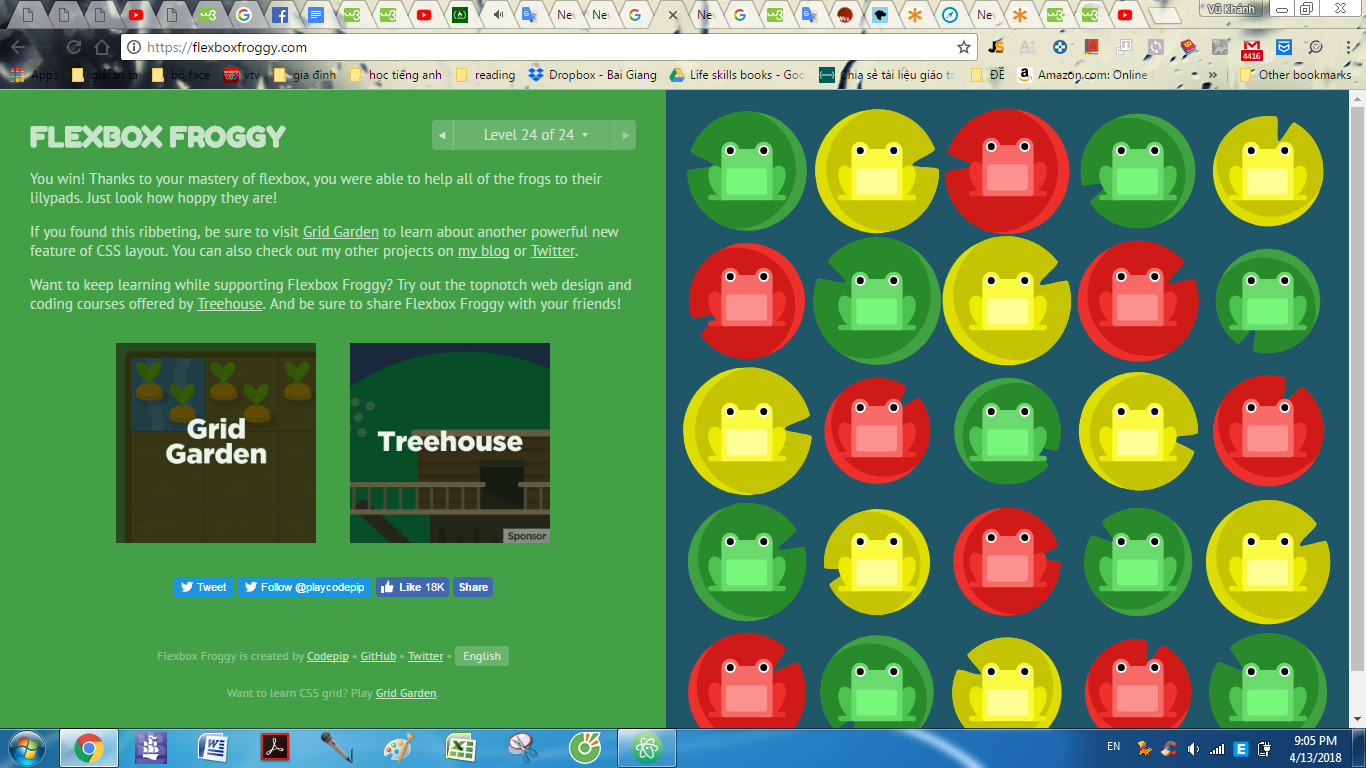 Vũ Khánh
Nev Nev Nev Nev
https://flexboxfroggy.com
4416
Apps giải trí ta bỏ face vtv gia đình học tiếng anh reading Dropbox - Bai Giang Life skills books - Goo Chia sẻ tài liệu giáo tr ĐỀ Amazon.com: Online » Other bookmarks
FLEXBOX FROGGY
Level 24 of 24
You win! Thanks to your mastery of flexbox, you were able to help all of the frogs to their
lilypads. Just look how hoppy they are!
If you found this ribbeting, be sure to visit Grid Garden to learn about another powerful new
feature of CSS layout. You can also check out my other projects on my blog or Twitter.
Want to keep learning while supporting Flexbox Froggy? Try out the topnotch web design and
coding courses offered by Treehouse. And be sure to share Flexbox Froggy with your friends!
Grid
Garden
Treehouse
Sponsor
Tweet Follow @playcodepip Like 18K Share
Flexbox Froggy is created by Codepip • GitHub • Twitter • English
Want to learn CSS grid? Play Grid Garden.
EN
9:05 PM
4/13/2018